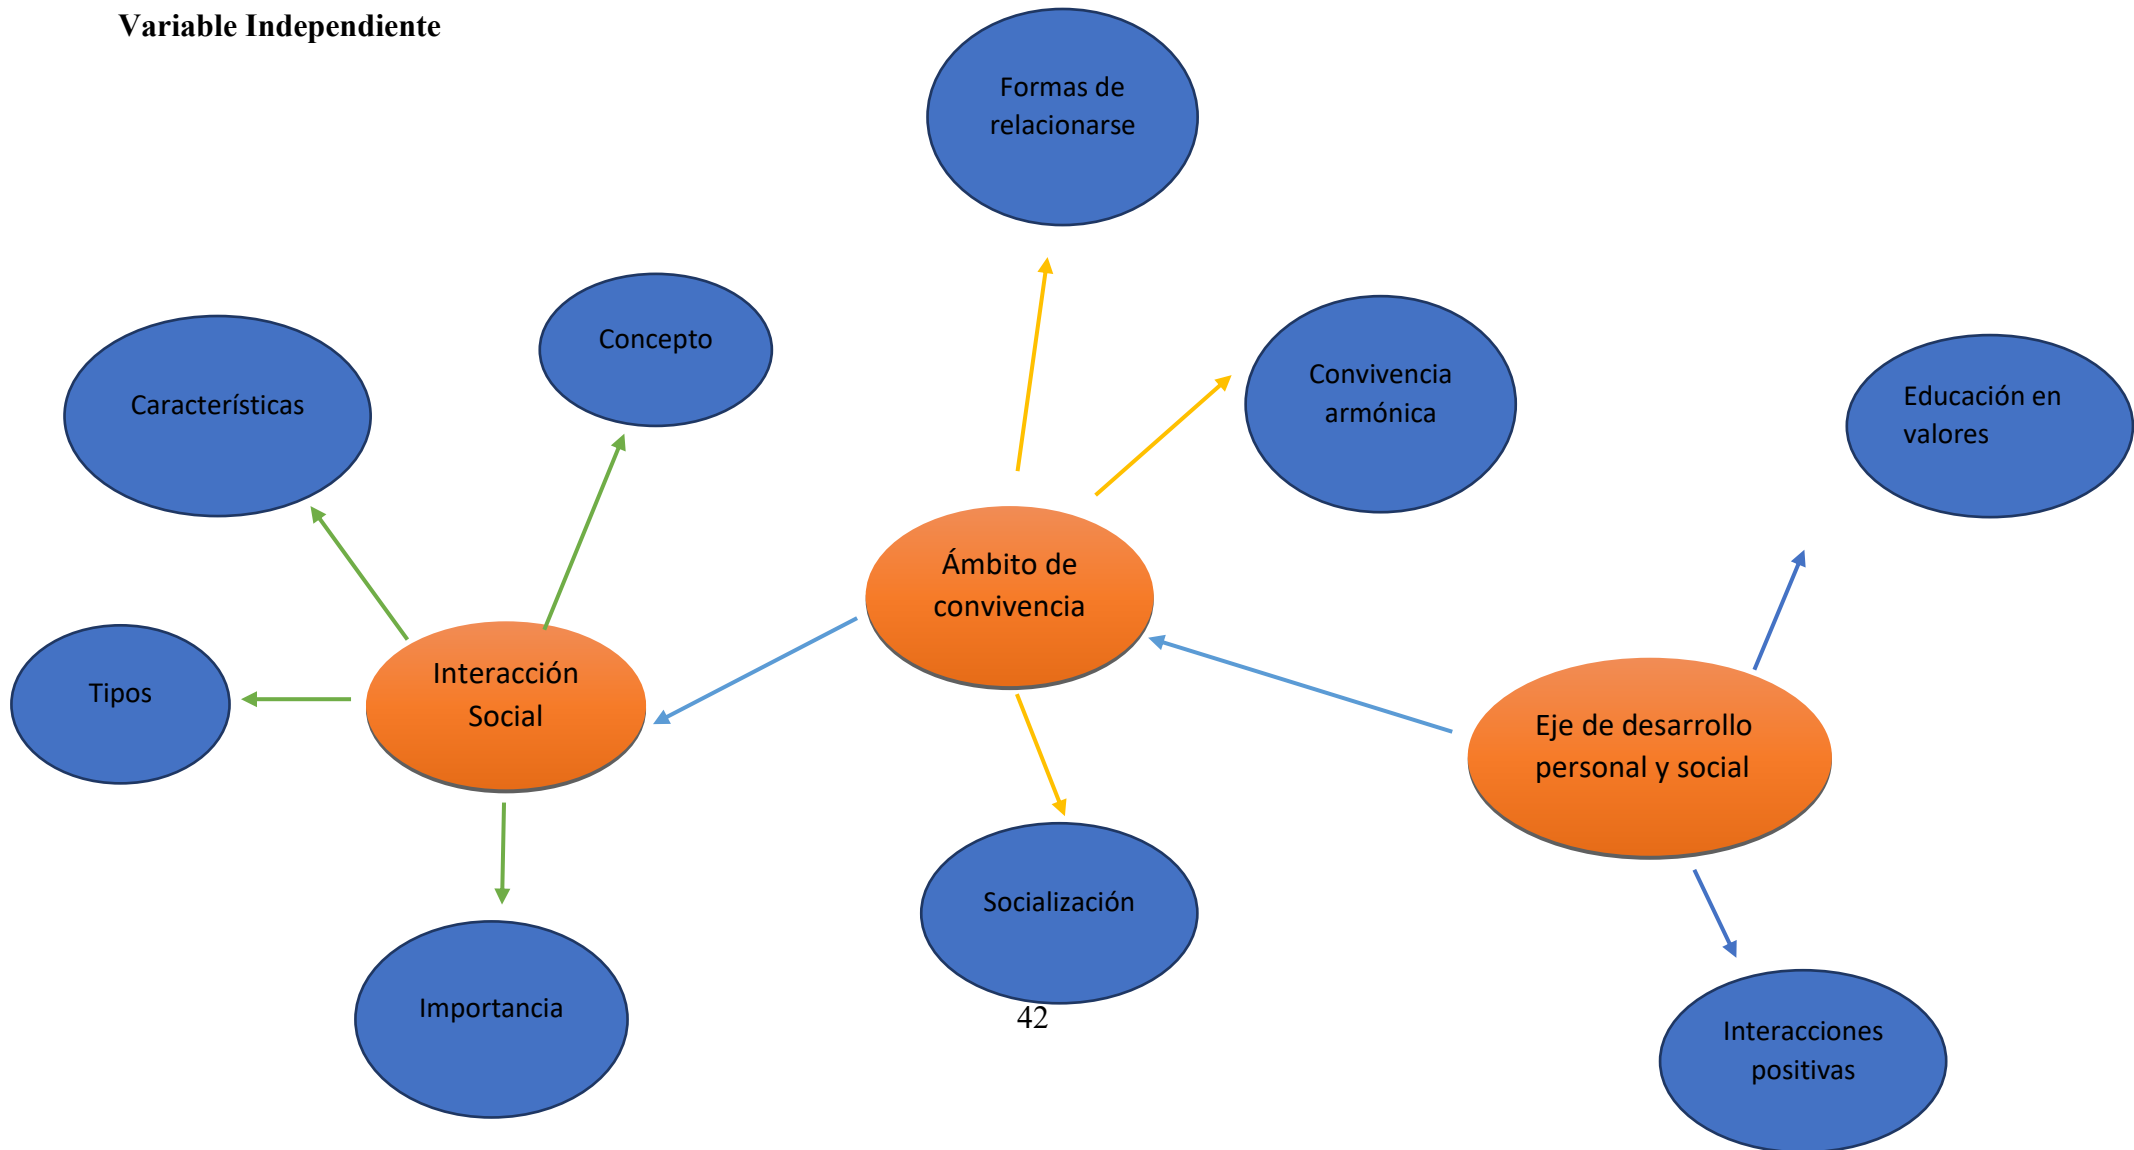 Variable Independiente
Formas de
relacionarse
Concepto
Características
Convivencia
armónica
Educación en
valores
Ámbito de
convivencia
Interacción
Social
Tipos
Eje de desarrollo
personal y social
Socialización
Importancia
42
Interacciones
positivas